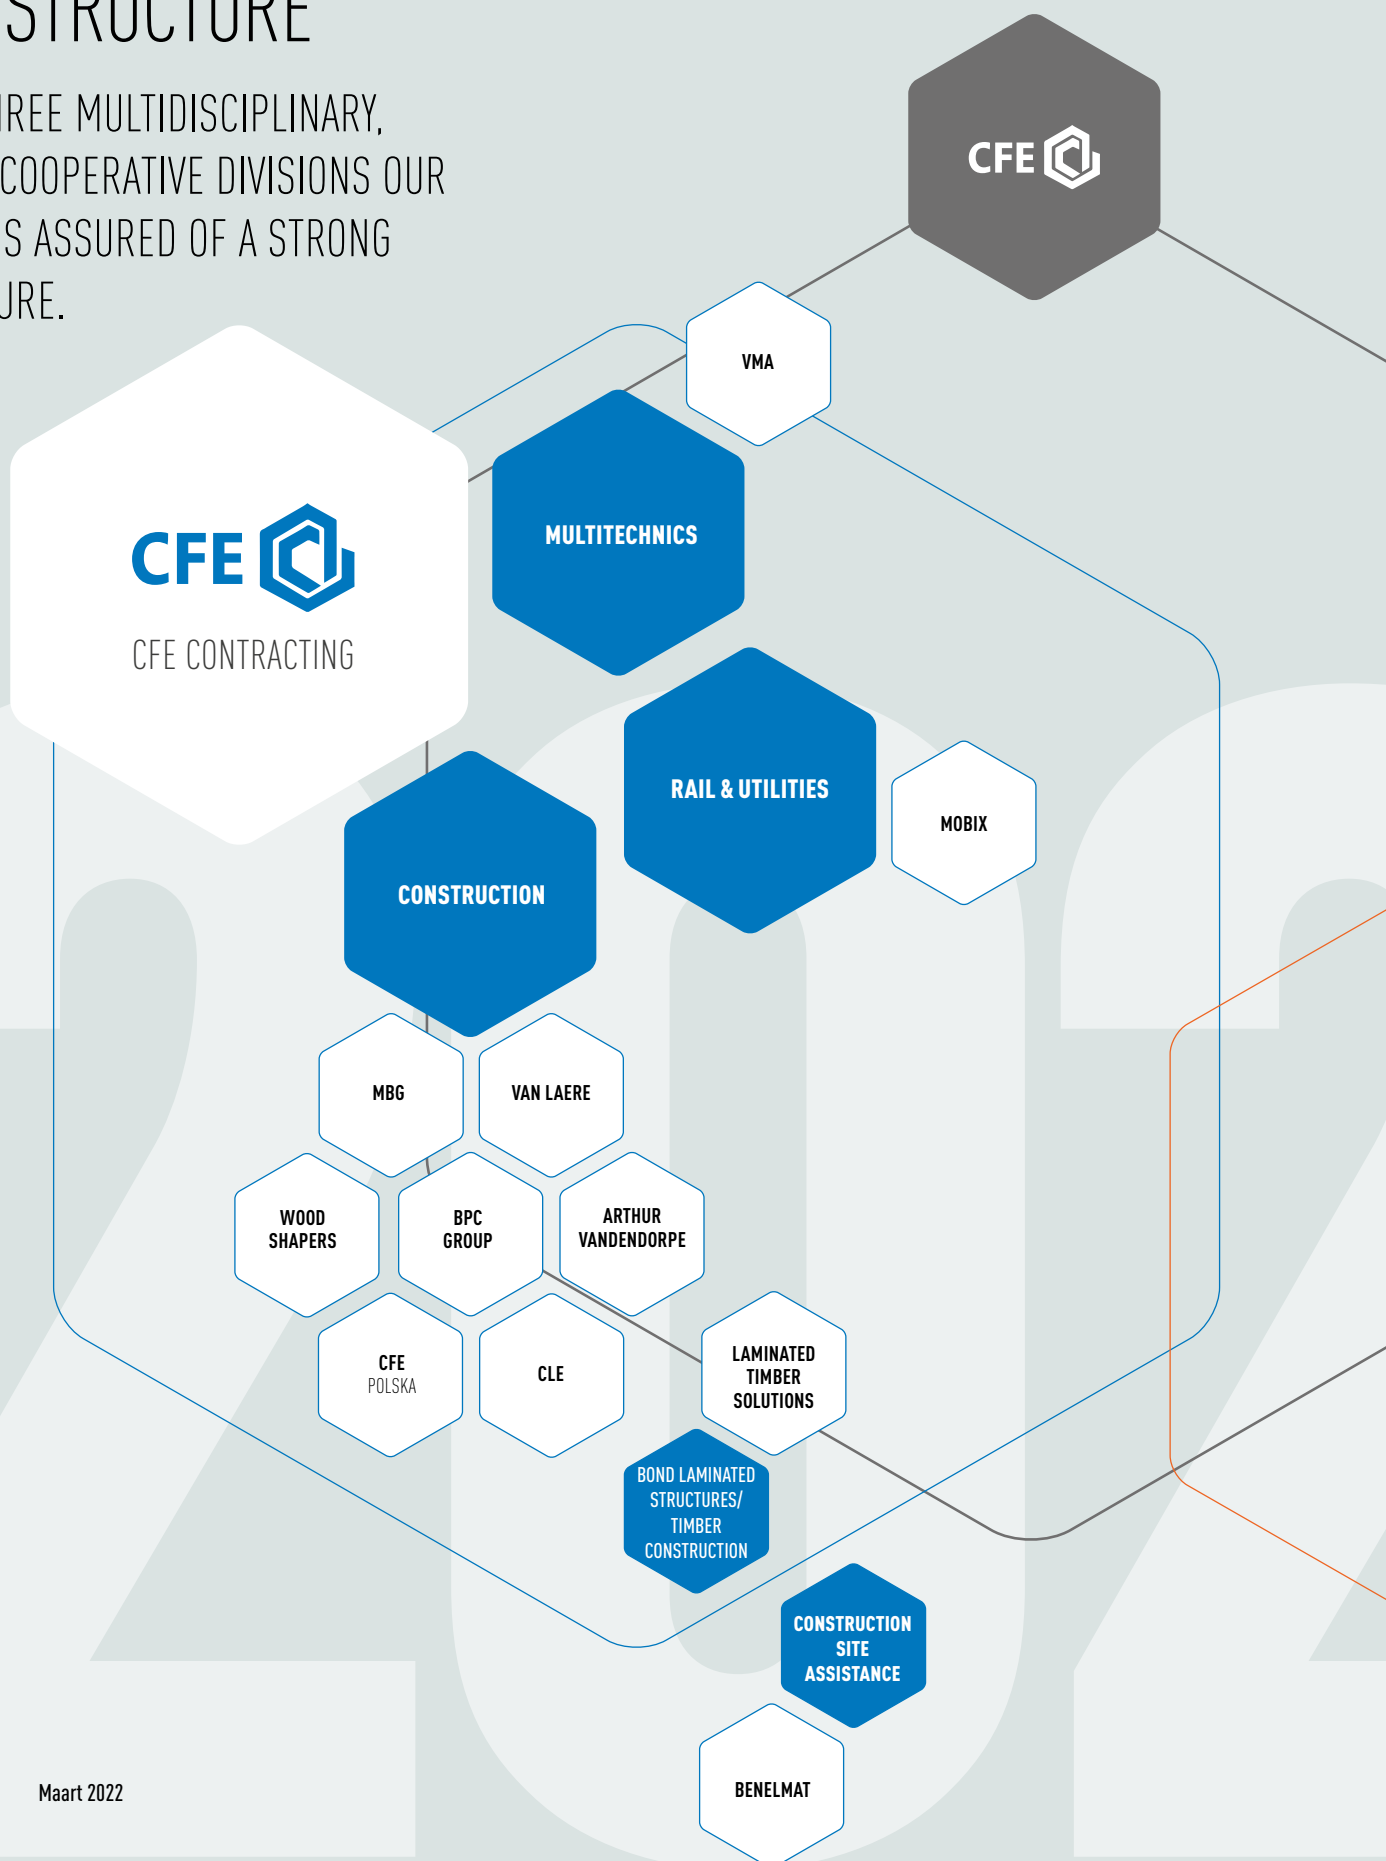 STRUCTURE
MULTIDISCIPLINARY,
COOPERATIVE DIVISIONS OUR
ASSURED OF A STRONG
CFE
VMA
MULTITECHNICS
CFE
CFE CONTRACTING
RAIL & UTILITIES
MOBIX
CONSTRUCTION
MBG
VAN LAERE
WOOD
SHAPERS
BPC
GROUP
ARTHUR
VANDENDORPE
CFE
POLSKA
CLE
LAMINATED
TIMBER
SOLUTIONS
BOND LAMINATED
STRUCTURES/
TIMBER
CONSTRUCTION
CONSTRUCTION
SITE
ASSISTANCE
BENELMAT
Maart 2022